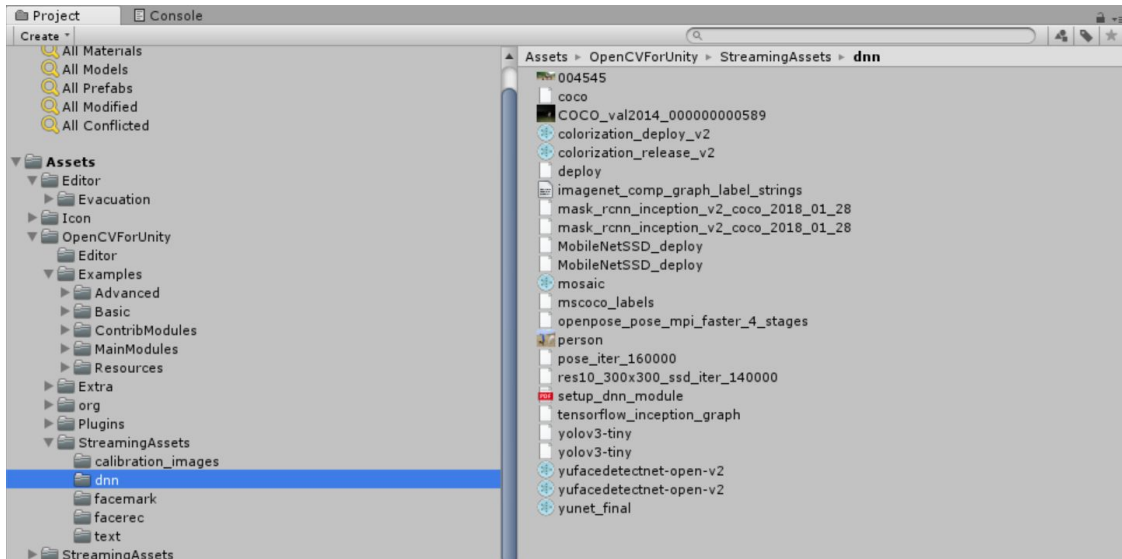 Project
Console
Create
All Materials
All Models
All Prefabs
All Modified
All Conflicted
Assets
Editor
Evacuation
Icon
OpenCVForUnity
Editor
Examples
Advanced
Basic
ContribModules
MainModules
Resources
Extra
org
Plugins
StreamingAssets
calibration_images
dnn
facemark
facerec
text
StreamingAssets
Assets ▸ OpenCVForUnity ▸ StreamingAssets ▸ dnn
004545
coco
COCO_val2014_000000000589
colorization_deploy_v2
colorization_release_v2
deploy
imagenet_comp_graph_label_strings
mask_rcnn_inception_v2_coco_2018_01_28
mask_rcnn_inception_v2_coco_2018_01_28
MobileNetSSD_deploy
MobileNetSSD_deploy
mosaic
mscoco_labels
openpose_pose_mpi_faster_4_stages
person
pose_iter_160000
res10_300x300_ssd_iter_140000
PDF setup_dnn_module
tensorflow_inception_graph
yolov3-tiny
yolov3-tiny
yufacedetectnet-open-v2
yufacedetectnet-open-v2
yunet_final